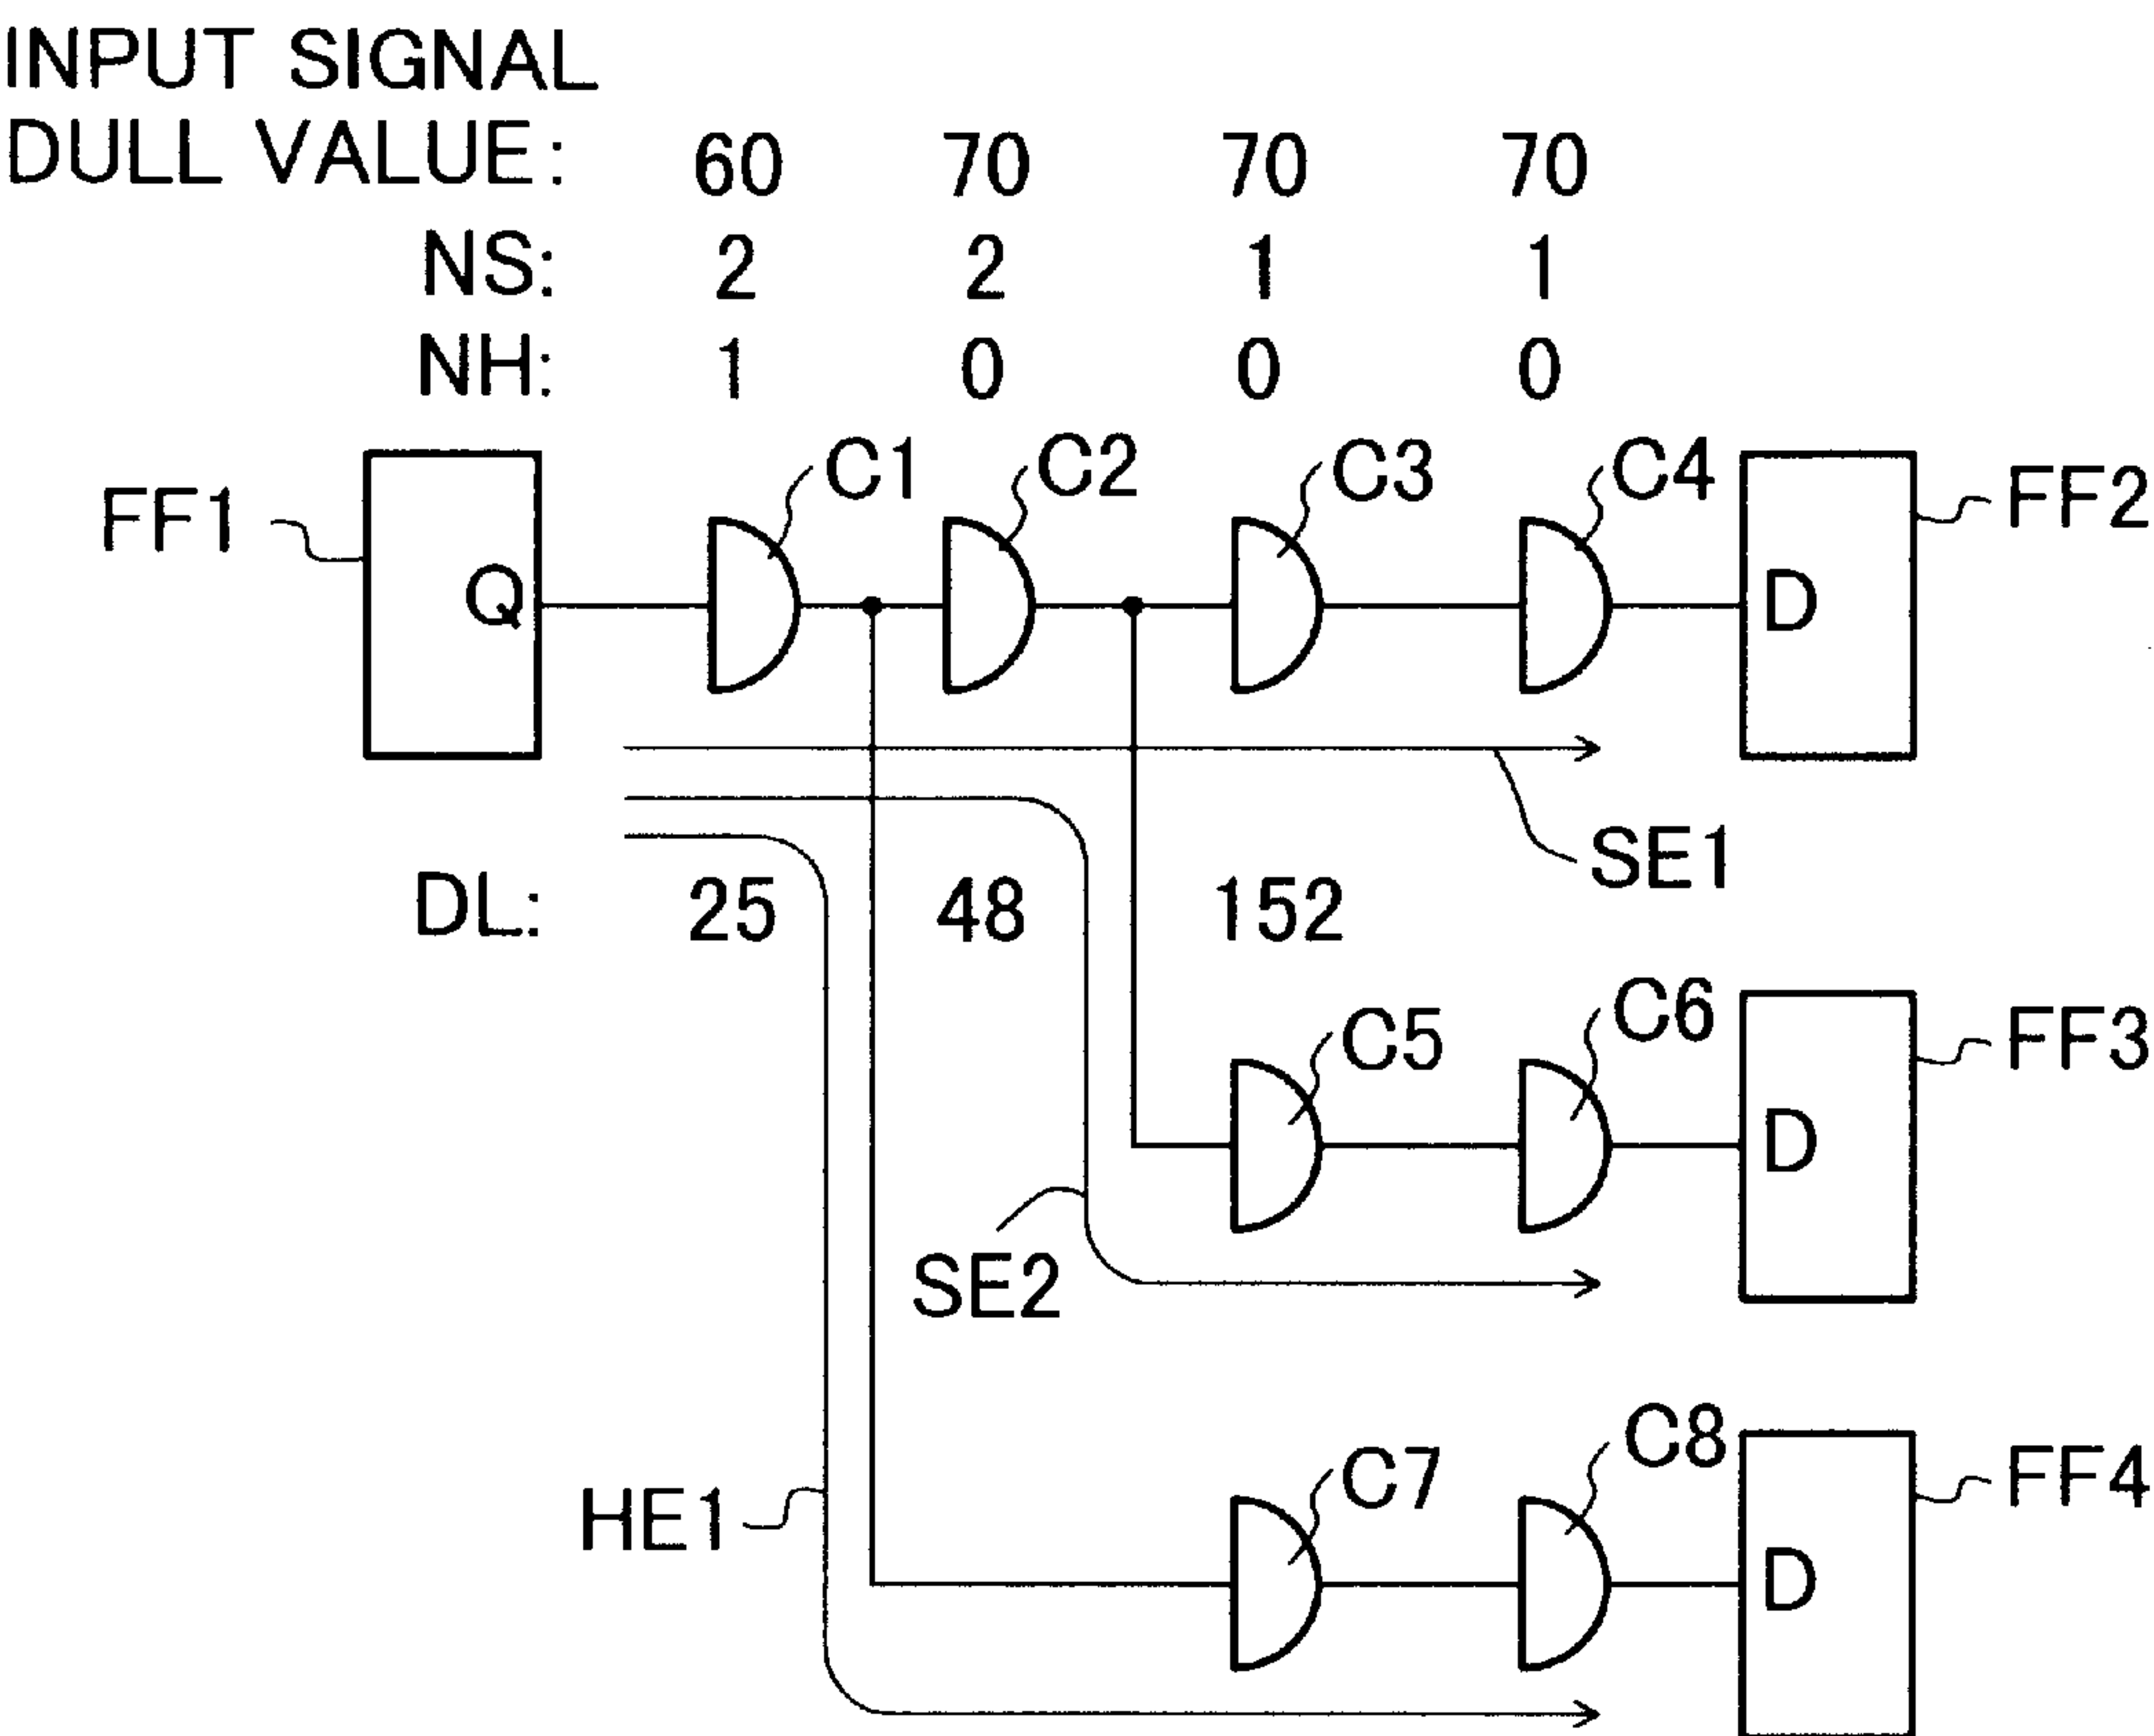 INPUT SIGNAL
DULL VALUE: 60 70 70 70
NS: 2 2 1 1
NH: 1 0 0 0
C1 C2 C3 C4
FF1 FF2
Q D
SE1
DL: 25 48 152
C5 C6
FF3
D
SE2
C7 C8
HE1 FF4
D